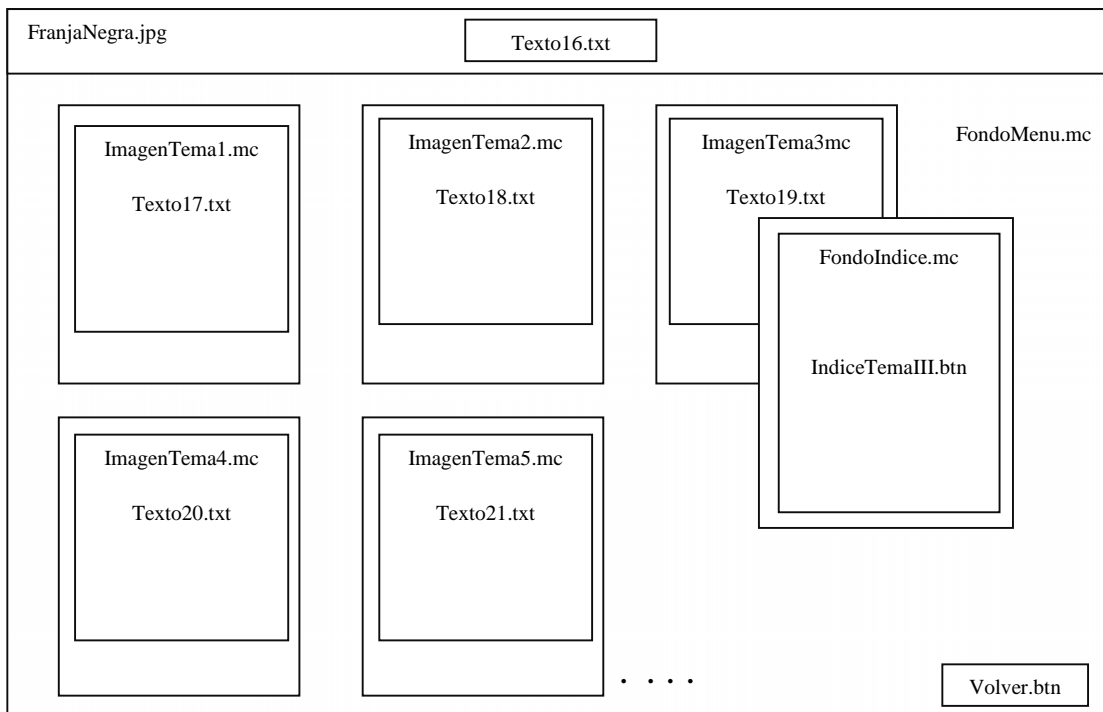 FranjaNegra.jpg
Texto16.txt
ImagenTema1.mc
Texto17.txt
ImagenTema2.mc
Texto18.txt
ImagenTema3mc
Texto19.txt
FondoMenu.mc
FondoIndice.mc
IndiceTemaIII.btn
ImagenTema4.mc
Texto20.txt
ImagenTema5.mc
Texto21.txt
. . . .
Volver.btn